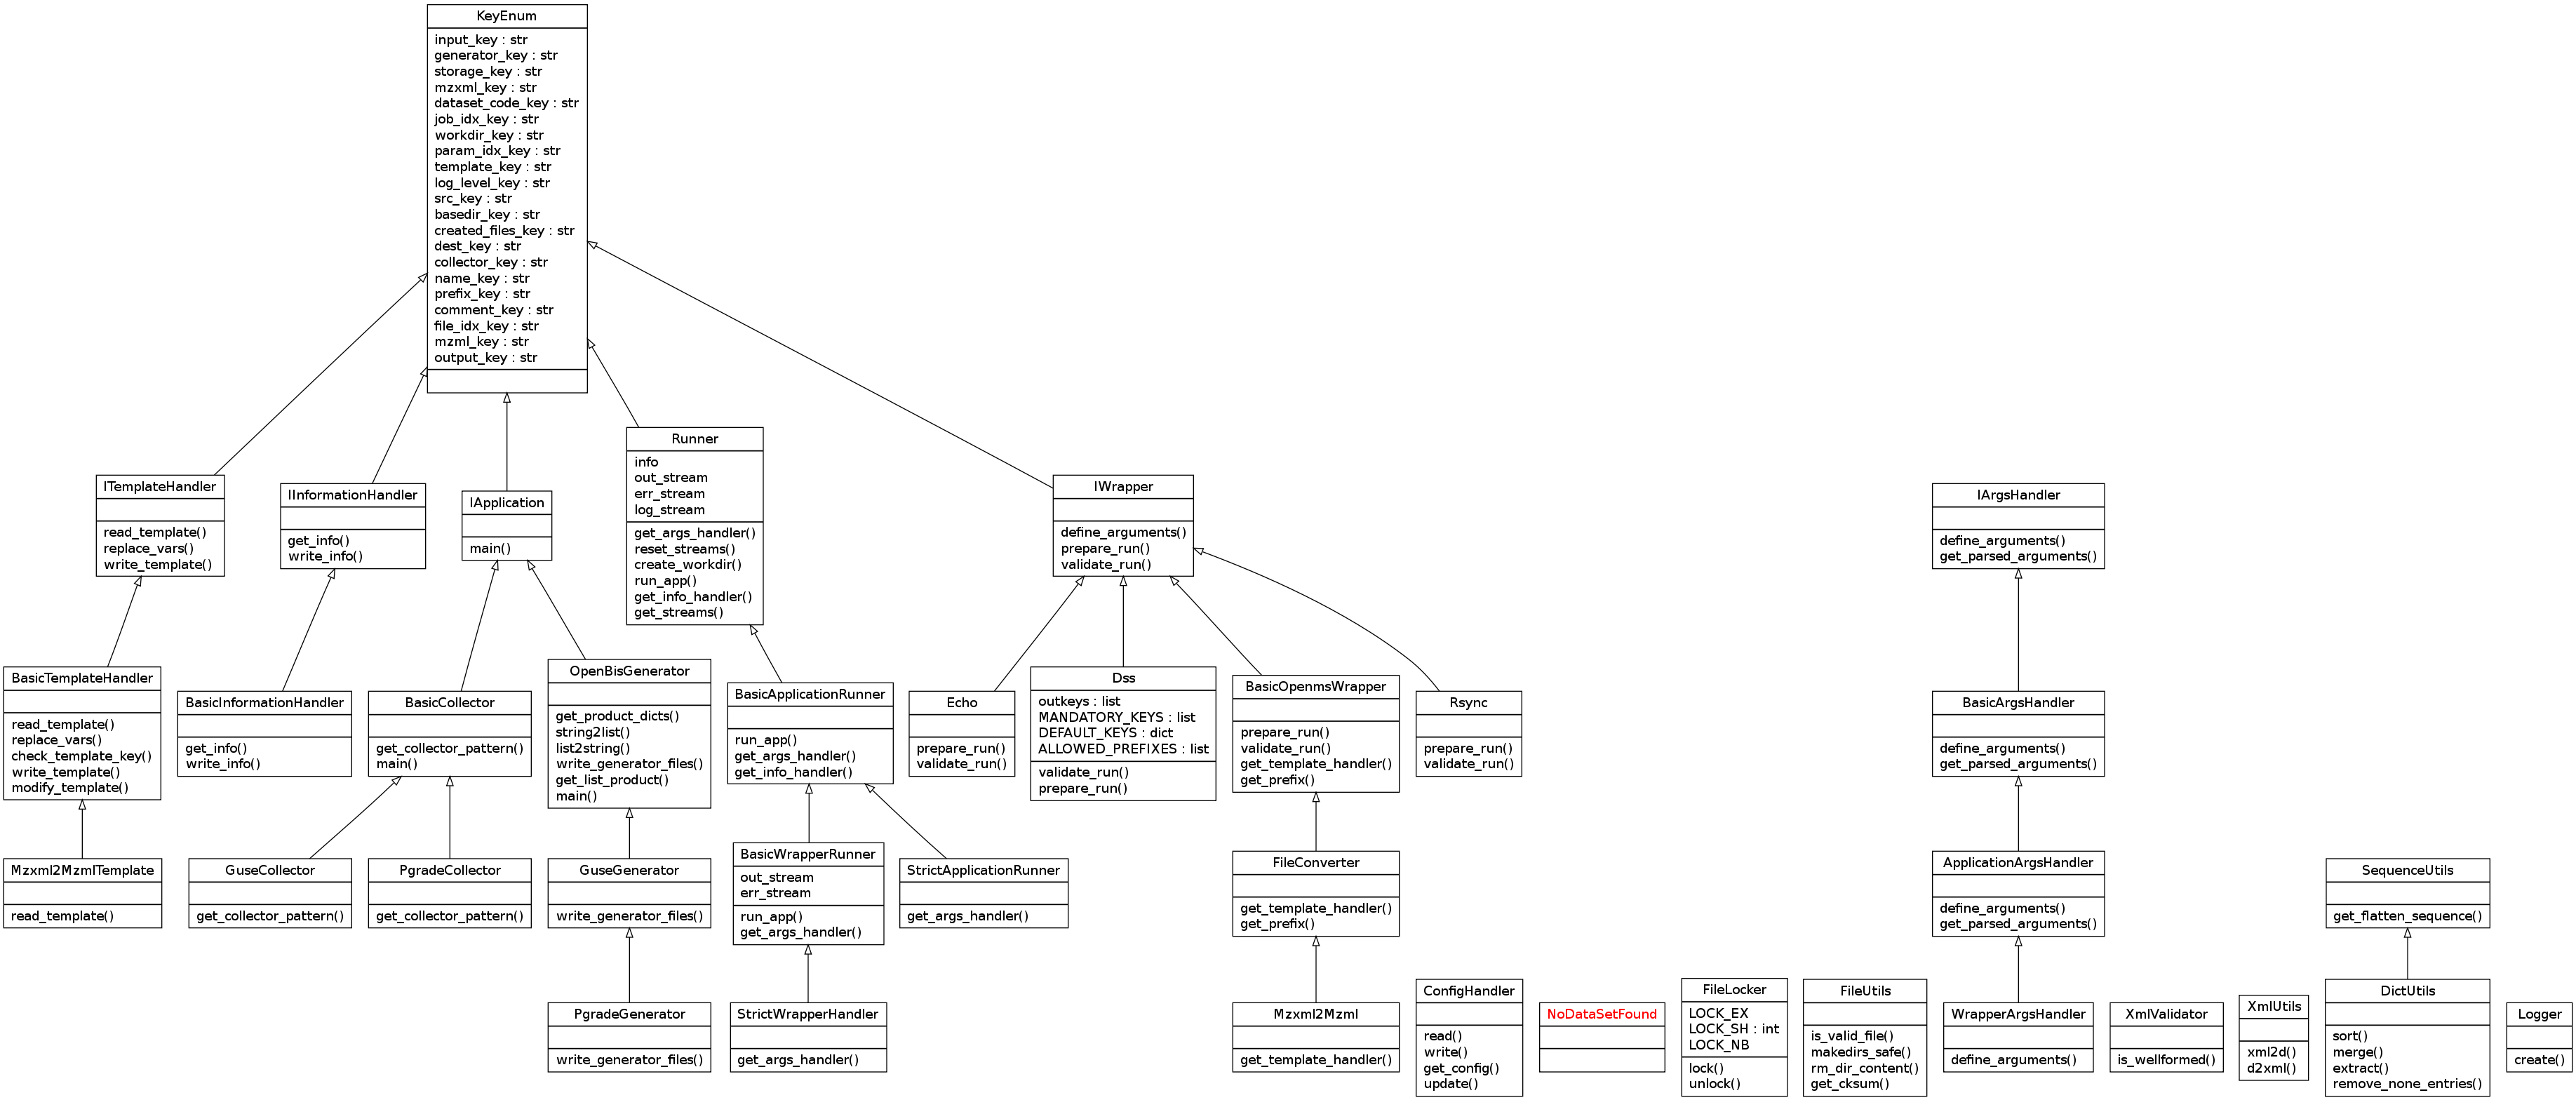 KeyEnum
input_key : str
generator_key : str
storage_key : str
mzxml_key : str
dataset_code_key : str
job_idx_key : str
workdir_key : str
param_idx_key : str
template_key : str
log_level_key : str
src_key : str
basedir_key : str
created_files_key : str
dest_key : str
collector_key : str
name_key : str
prefix_key : str
comment_key : str
file_idx_key : str
mzml_key : str
output_key : str
ITemplateHandler
read_template()
replace_vars()
write_template()
IInformationHandler
get_info()
write_info()
IApplication
main()
Runner
info
out_stream
err_stream
log_stream
get_args_handler()
reset_streams()
create_workdir()
run_app()
get_info_handler()
get_streams()
IWrapper
define_arguments()
prepare_run()
validate_run()
IArgsHandler
define_arguments()
get_parsed_arguments()
BasicTemplateHandler
read_template()
replace_vars()
check_template_key()
write_template()
modify_template()
BasicInformationHandler
get_info()
write_info()
BasicCollector
get_collector_pattern()
main()
OpenBisGenerator
get_product_dicts()
string2list()
list2string()
write_generator_files()
get_list_product()
main()
BasicApplicationRunner
run_app()
get_args_handler()
get_info_handler()
Echo
prepare_run()
validate_run()
Dss
outkeys : list
MANDATORY_KEYS : list
DEFAULT_KEYS : dict
ALLOWED_PREFIXES : list
validate_run()
prepare_run()
BasicOpenmsWrapper
prepare_run()
validate_run()
get_template_handler()
get_prefix()
Rsync
prepare_run()
validate_run()
BasicArgsHandler
define_arguments()
get_parsed_arguments()
Mzxml2MzmlTemplate
read_template()
GuseCollector
get_collector_pattern()
PgradeCollector
get_collector_pattern()
GuseGenerator
write_generator_files()
BasicWrapperRunner
out_stream
err_stream
run_app()
get_args_handler()
StrictApplicationRunner
get_args_handler()
FileConverter
get_template_handler()
get_prefix()
ApplicationArgsHandler
define_arguments()
get_parsed_arguments()
SequenceUtils
get_flatten_sequence()
PgradeGenerator
write_generator_files()
StrictWrapperHandler
get_args_handler()
Mzxml2Mzml
get_template_handler()
ConfigHandler
read()
write()
get_config()
update()
NoDataSetFound
FileLocker
LOCK_EX
LOCK_SH : int
LOCK_NB
lock()
unlock()
FileUtils
is_valid_file()
makedirs_safe()
rm_dir_content()
get_cksum()
WrapperArgsHandler
define_arguments()
XmlValidator
is_wellformed()
XmlUtils
xml2d()
d2xml()
DictUtils
sort()
merge()
extract()
remove_none_entries()
Logger
create()